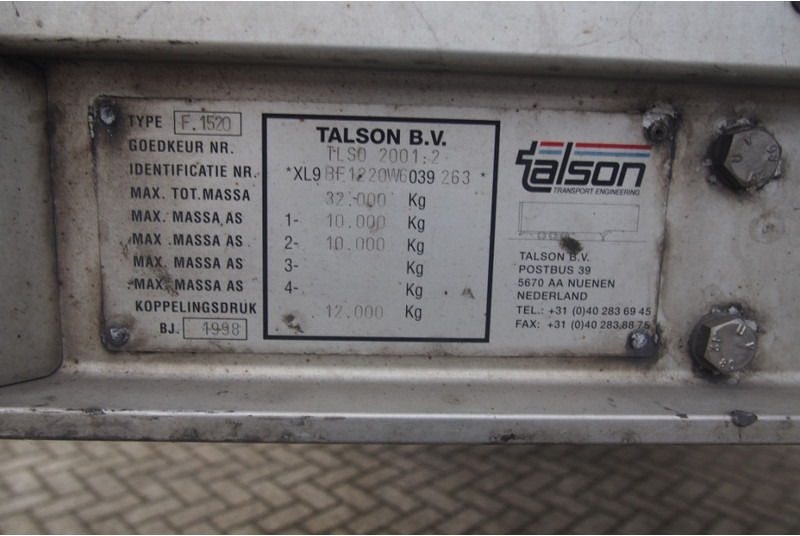 TYPE F.1520
GOEDKEUR NR.
IDENTIFICATIE NR.
MAX. TOT. MASSA
MAX. MASSA AS
MAX. MASSA AS
MAX. MASSA AS
MAX. MASSA AS
KOPPELINGSDRUK
BJ. 1998
TALSON B.V.
TLSO 2001:2
*XL9 BF1220W6039 263 *
32.000 Kg
1- 10.000 Kg
2- 10.000 Kg
3- Kg
4- Kg
12.000 Kg
talson
TRANSPORT ENGINEERING
TALSON B.V.
POSTBUS 39
5670 AA NUENEN
NEDERLAND
TEL.: +31 (0)40 283 69 45
FAX: +31 (0)40 283.88 75